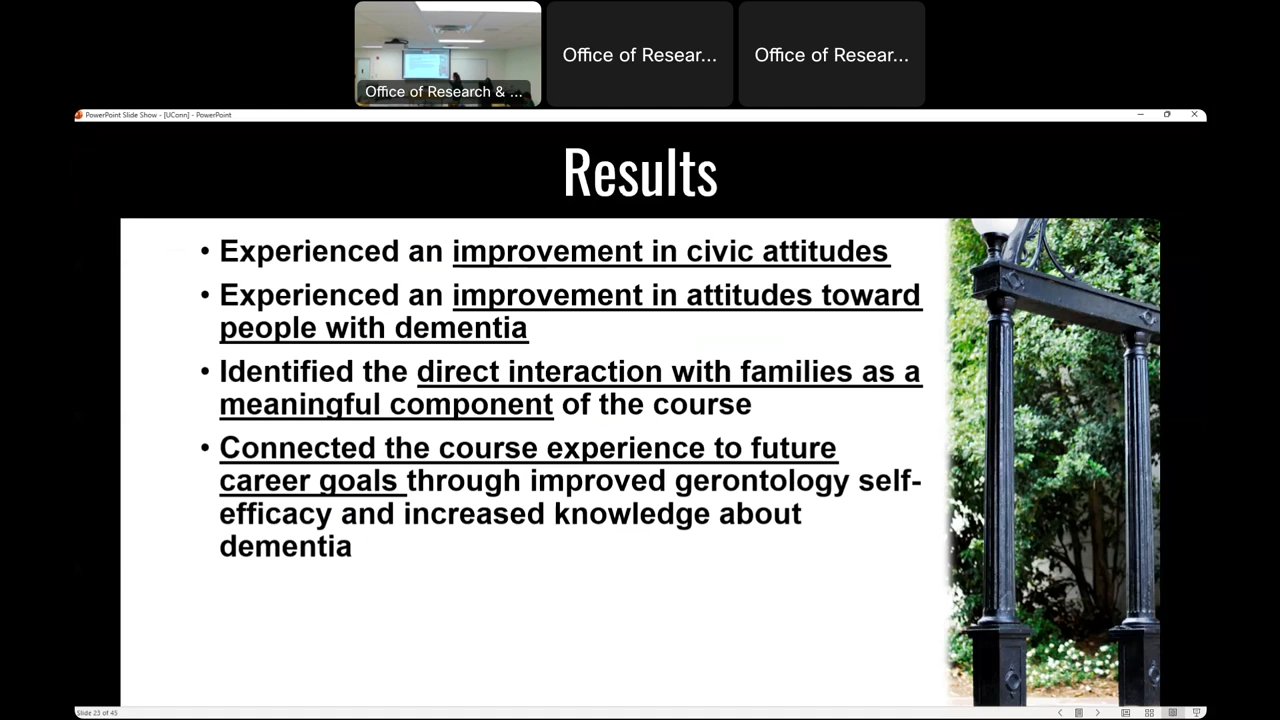 Office of Research & ...
Office of Resear...
Office of Resear...
PowerPoint Slide Show - [UConn] - PowerPoint
Results
• Experienced an improvement in civic attitudes
• Experienced an improvement in attitudes toward
people with dementia
• Identified the direct interaction with families as a
meaningful component of the course
• Connected the course experience to future
career goals through improved gerontology self-
efficacy and increased knowledge about
dementia
Slide 23 of 45